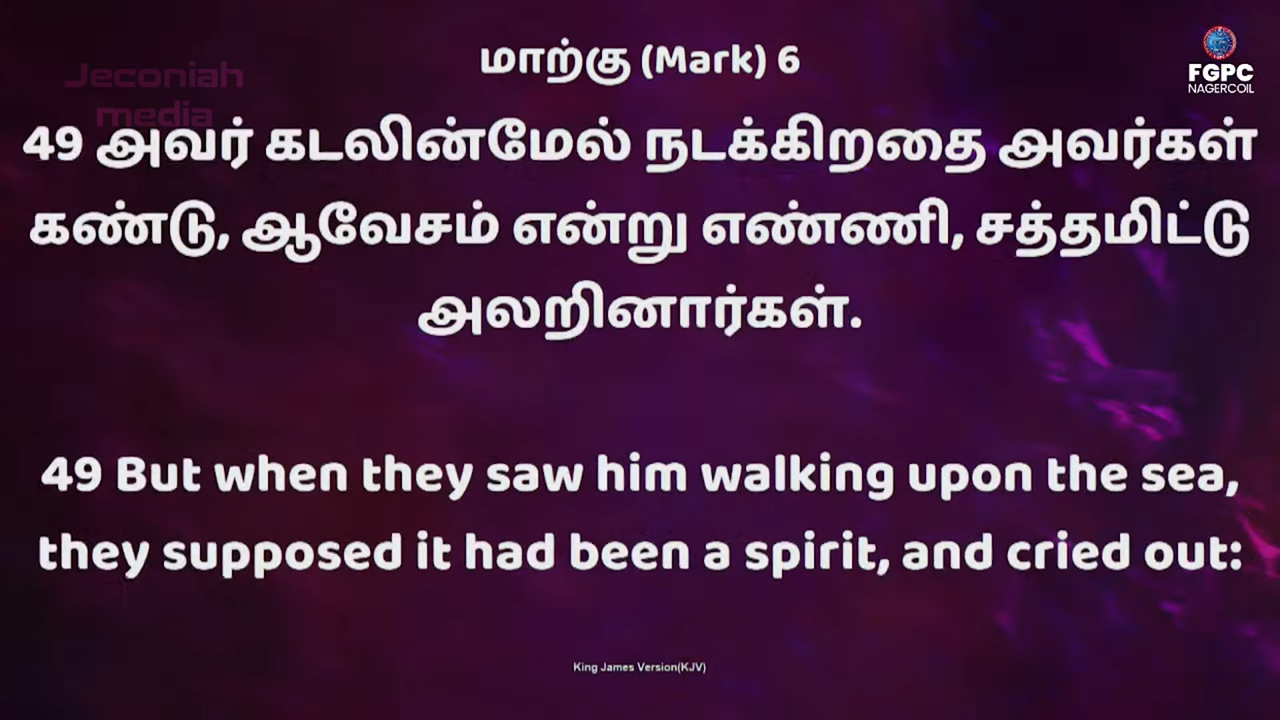 மாற்கு (Mark) 6
Jeconiah
media
FGPC
NAGERCOIL
49 அவர் கடலின்மேல் நடக்கிறதை அவர்கள்
கண்டு, ஆவேசம் என்று எண்ணி, சத்தமிட்டு
அலறினார்கள்.
49 But when they saw him walking upon the sea,
they supposed it had been a spirit, and cried out:
King James Version(KJV)